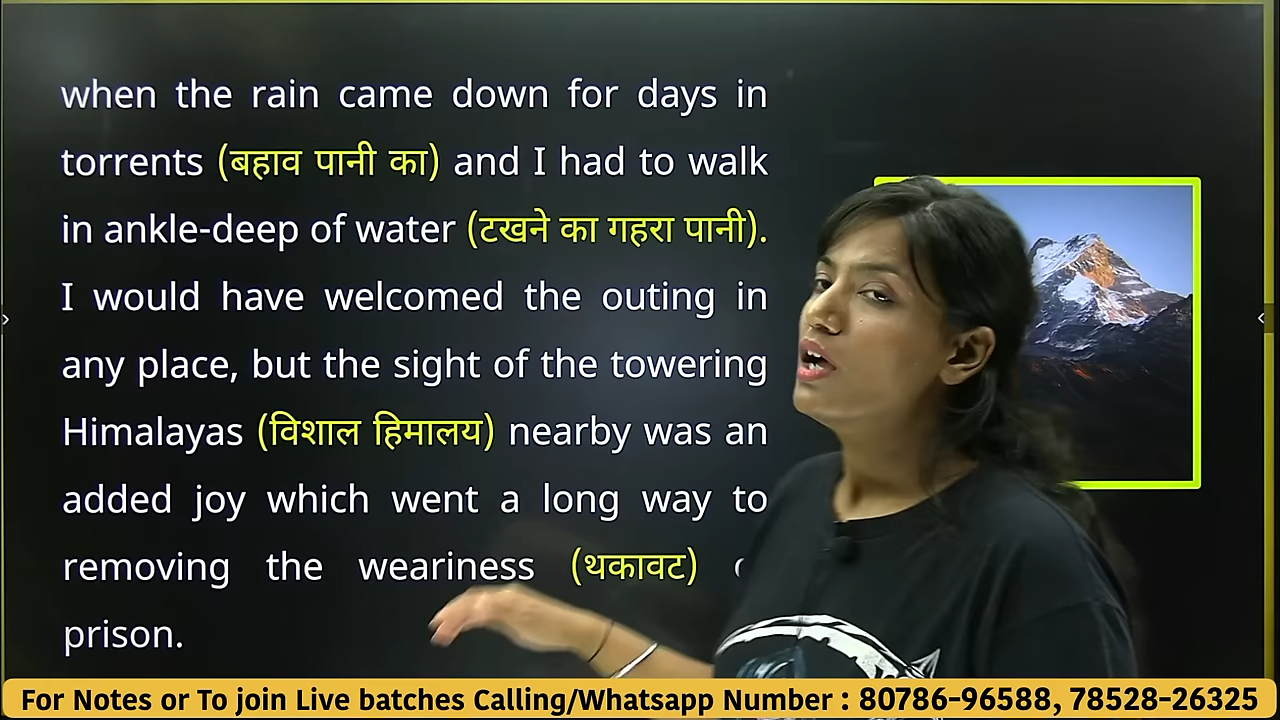 when the rain came down for days in
torrents (बहाव पानी का) and I had to walk
in ankle-deep of water (टखने का गहरा पानी).
I would have welcomed the outing in
any place, but the sight of the towering
Himalayas (विशाल हिमालय) nearby was an
added joy which went a long way to
removing the weariness (थकावट)
prison.
For Notes or To join Live batches Calling/Whatsapp Number : 80786-96588, 78528-26325